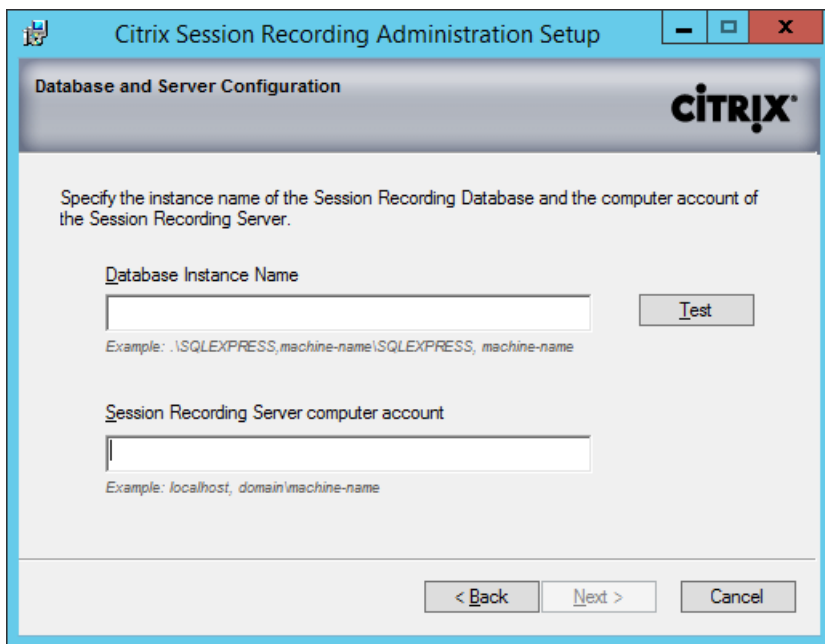 Citrix Session Recording Administration Setup
Database and Server Configuration
CITRIX
Specify the instance name of the Session Recording Database and the computer account of
the Session Recording Server.
Database Instance Name
Test
Example: .\SQLEXPRESS,machine-name\SQLEXPRESS, machine-name
Session Recording Server computer account
Example: localhost, domain\machine-name
< Back
Next >
Cancel